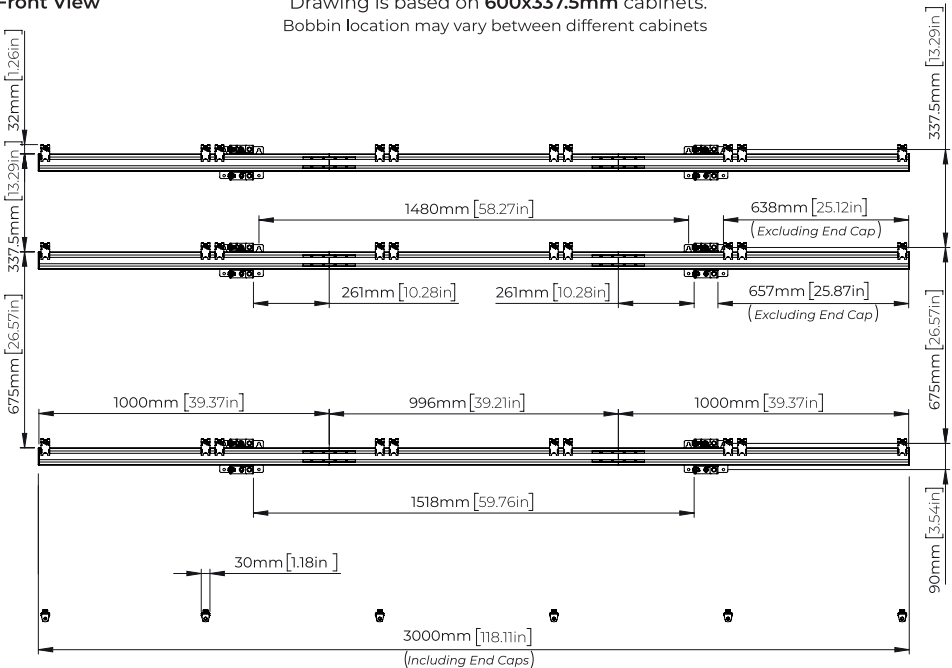 Front View
Drawing is based on 600x337.5mm cabinets.
Bobbin location may vary between different cabinets
32mm [1.26in]
337.5mm [13.29in]
337.5mm [13.29in]
1480mm [58.27in]
638mm [25.12in]
(Excluding End Cap)
261mm [10.28in]
261mm [10.28in]
657mm [25.87in]
(Excluding End Cap)
675mm [26.57in]
675mm [26.57in]
1000mm [39.37in]
996mm [39.21in]
1000mm [39.37in]
1518mm [59.76in]
90mm [3.54in]
30mm [1.18in]
3000mm [118.11in]
(Including End Caps)